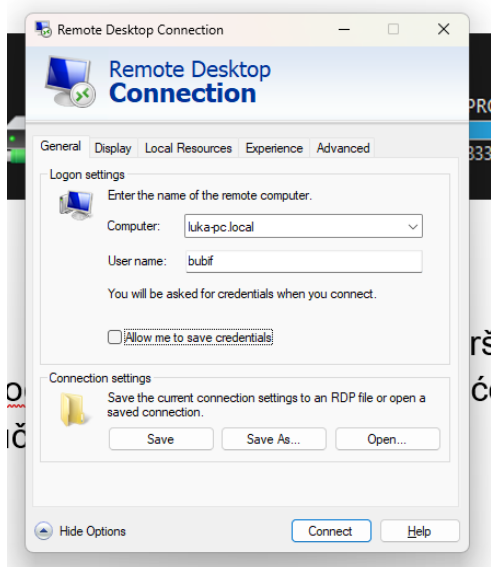 Remote Desktop Connection
Remote Desktop
Connection
General Display Local Resources Experience Advanced
Logon settings
Enter the name of the remote computer.
Computer: luka-pc.local
User name: bubif
You will be asked for credentials when you connect.
Allow me to save credentials
Connection settings
Save the current connection settings to an RDP file or open a
saved connection.
Save Save As... Open...
Hide Options Connect Help